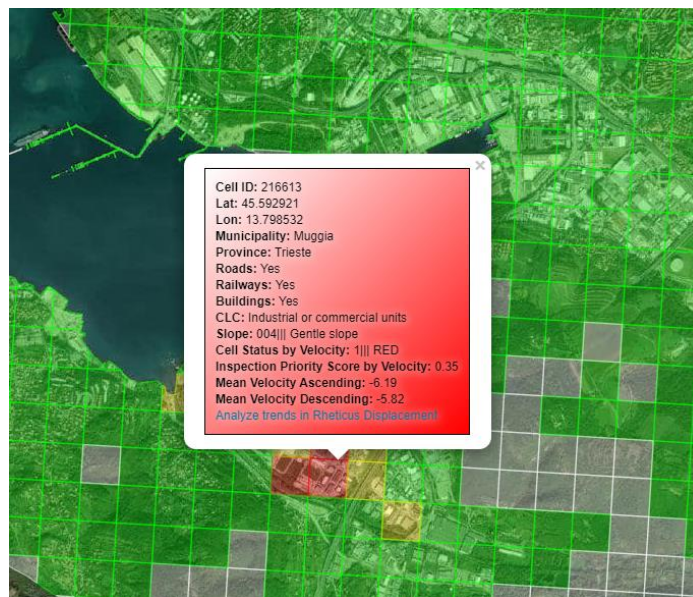 ×
Cell ID: 216613
Lat: 45.592921
Lon: 13.798532
Municipality: Muggia
Province: Trieste
Roads: Yes
Railways: Yes
Buildings: Yes
CLC: Industrial or commercial units
Slope: 004||| Gentle slope
Cell Status by Velocity: 1||| RED
Inspection Priority Score by Velocity: 0.35
Mean Velocity Ascending: -6.19
Mean Velocity Descending: -5.82
Analyze trends in Rheticus Displacement